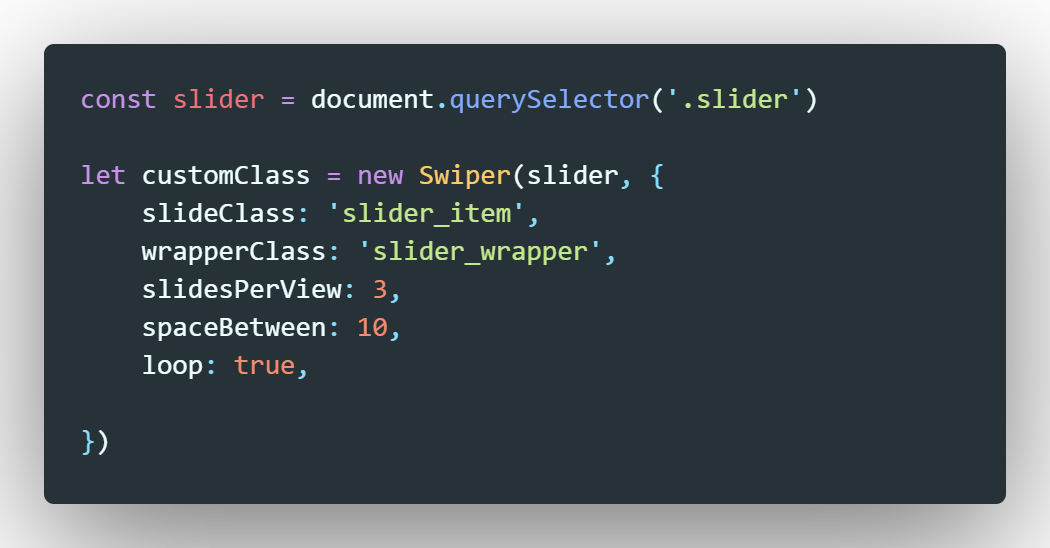 const slider = document.querySelector('.slider')
let customClass = new Swiper(slider, {
    slideClass: 'slider_item',
    wrapperClass: 'slider_wrapper',
    slidesPerView: 3,
    spaceBetween: 10,
    loop: true,
})